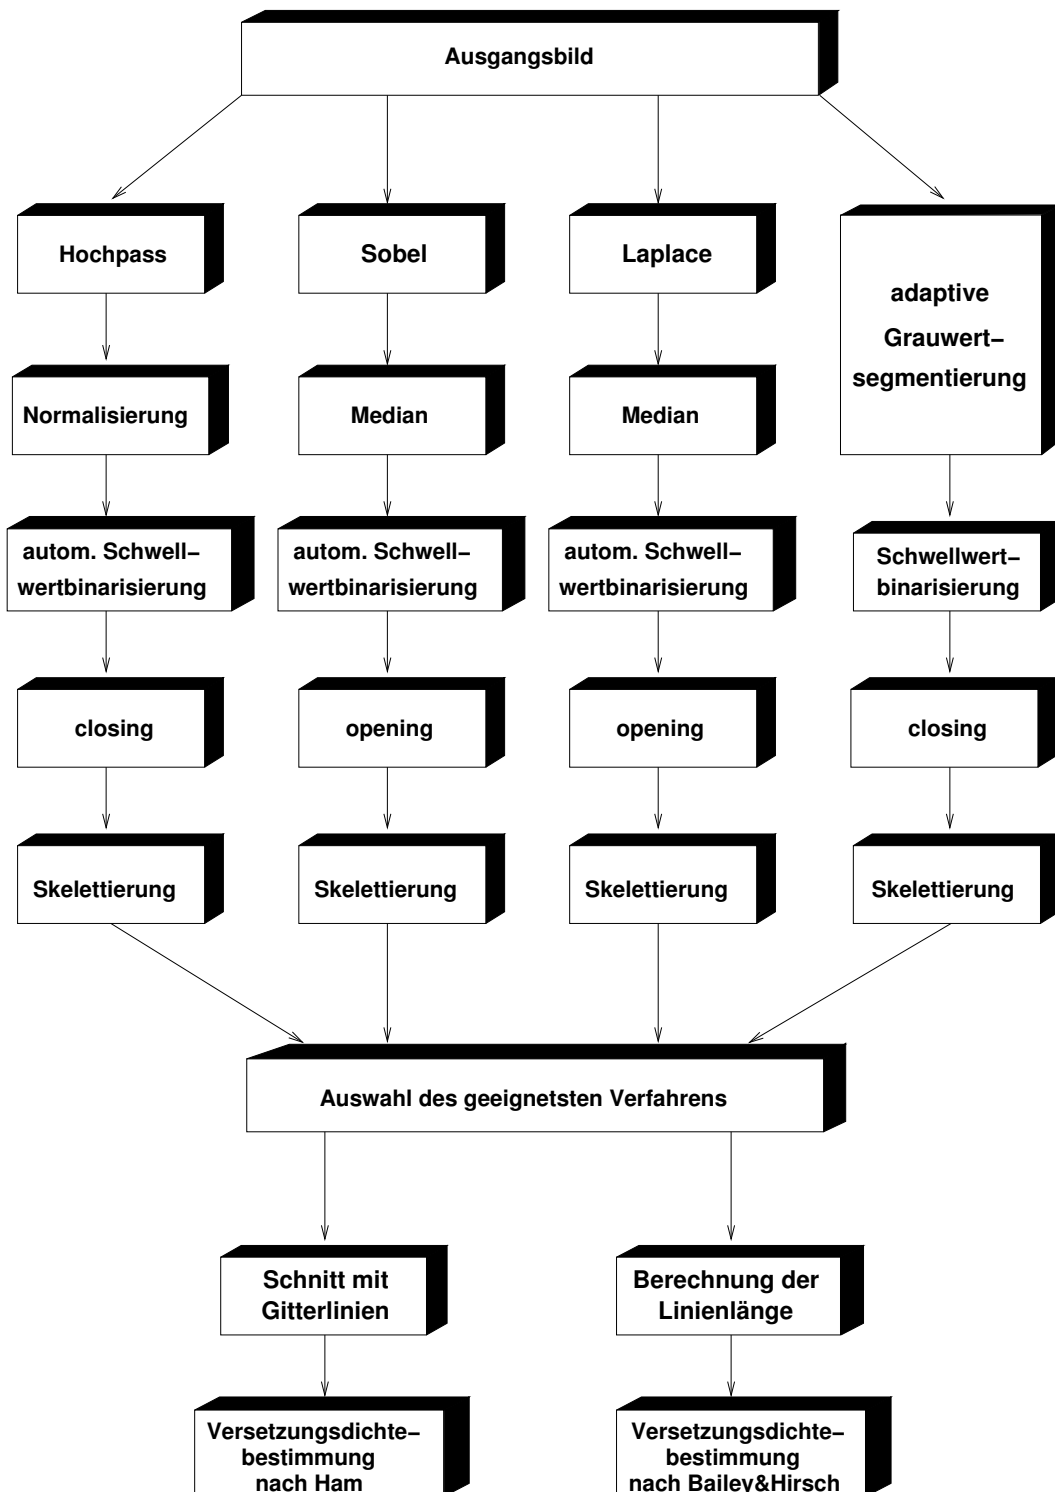 Ausgangsbild
Hochpass
Sobel
Laplace
adaptive
Grauwert–
segmentierung
Normalisierung
Median
Median
autom. Schwell–
wertbinarisierung
autom. Schwell–
wertbinarisierung
autom. Schwell–
wertbinarisierung
Schwellwert–
binarisierung
closing
opening
opening
closing
Skelettierung
Skelettierung
Skelettierung
Skelettierung
Auswahl des geeignetsten Verfahrens
Schnitt mit
Gitterlinien
Berechnung der
Linienlänge
Versetzungsdichte–
bestimmung
nach Ham
Versetzungsdichte–
bestimmung
nach Bailey&Hirsch